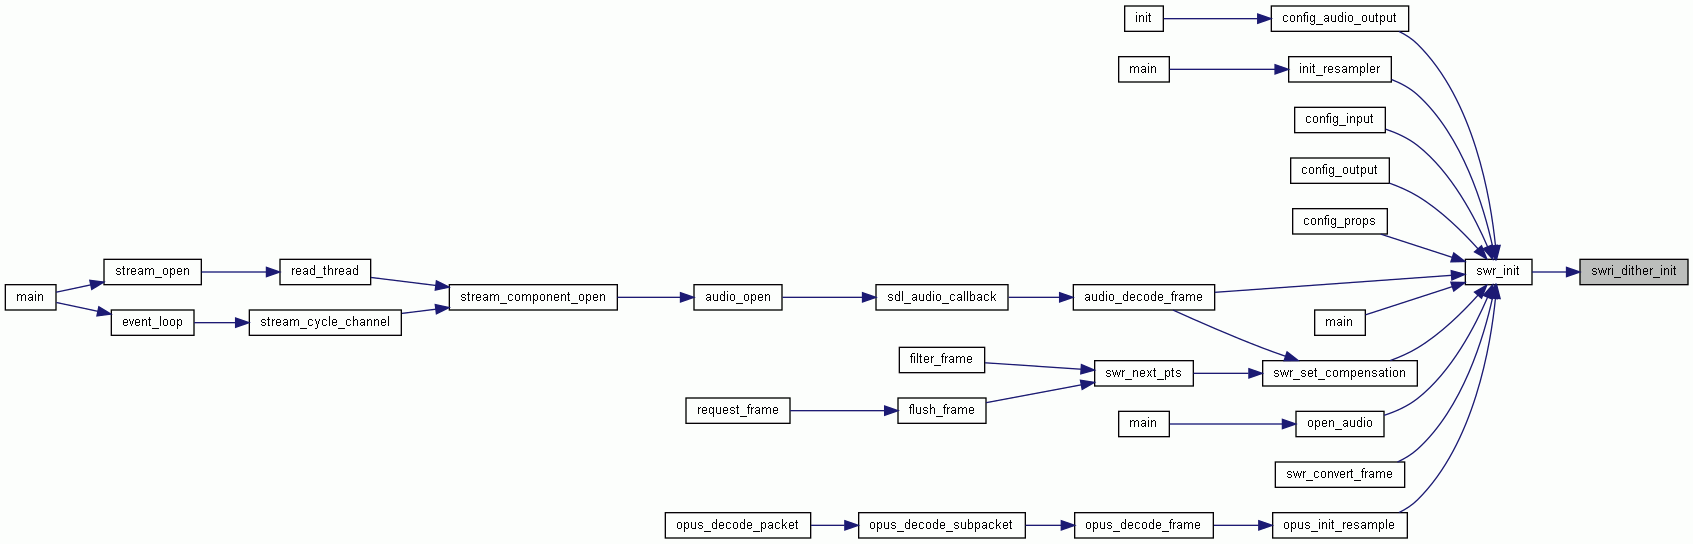 init
config_audio_output
main
init_resampler
config_input
config_output
config_props
main
stream_open
read_thread
event_loop
stream_cycle_channel
stream_component_open
audio_open
sdl_audio_callback
audio_decode_frame
swr_init
swri_dither_init
main
filter_frame
swr_next_pts
swr_set_compensation
request_frame
flush_frame
main
open_audio
swr_convert_frame
opus_decode_packet
opus_decode_subpacket
opus_decode_frame
opus_init_resample